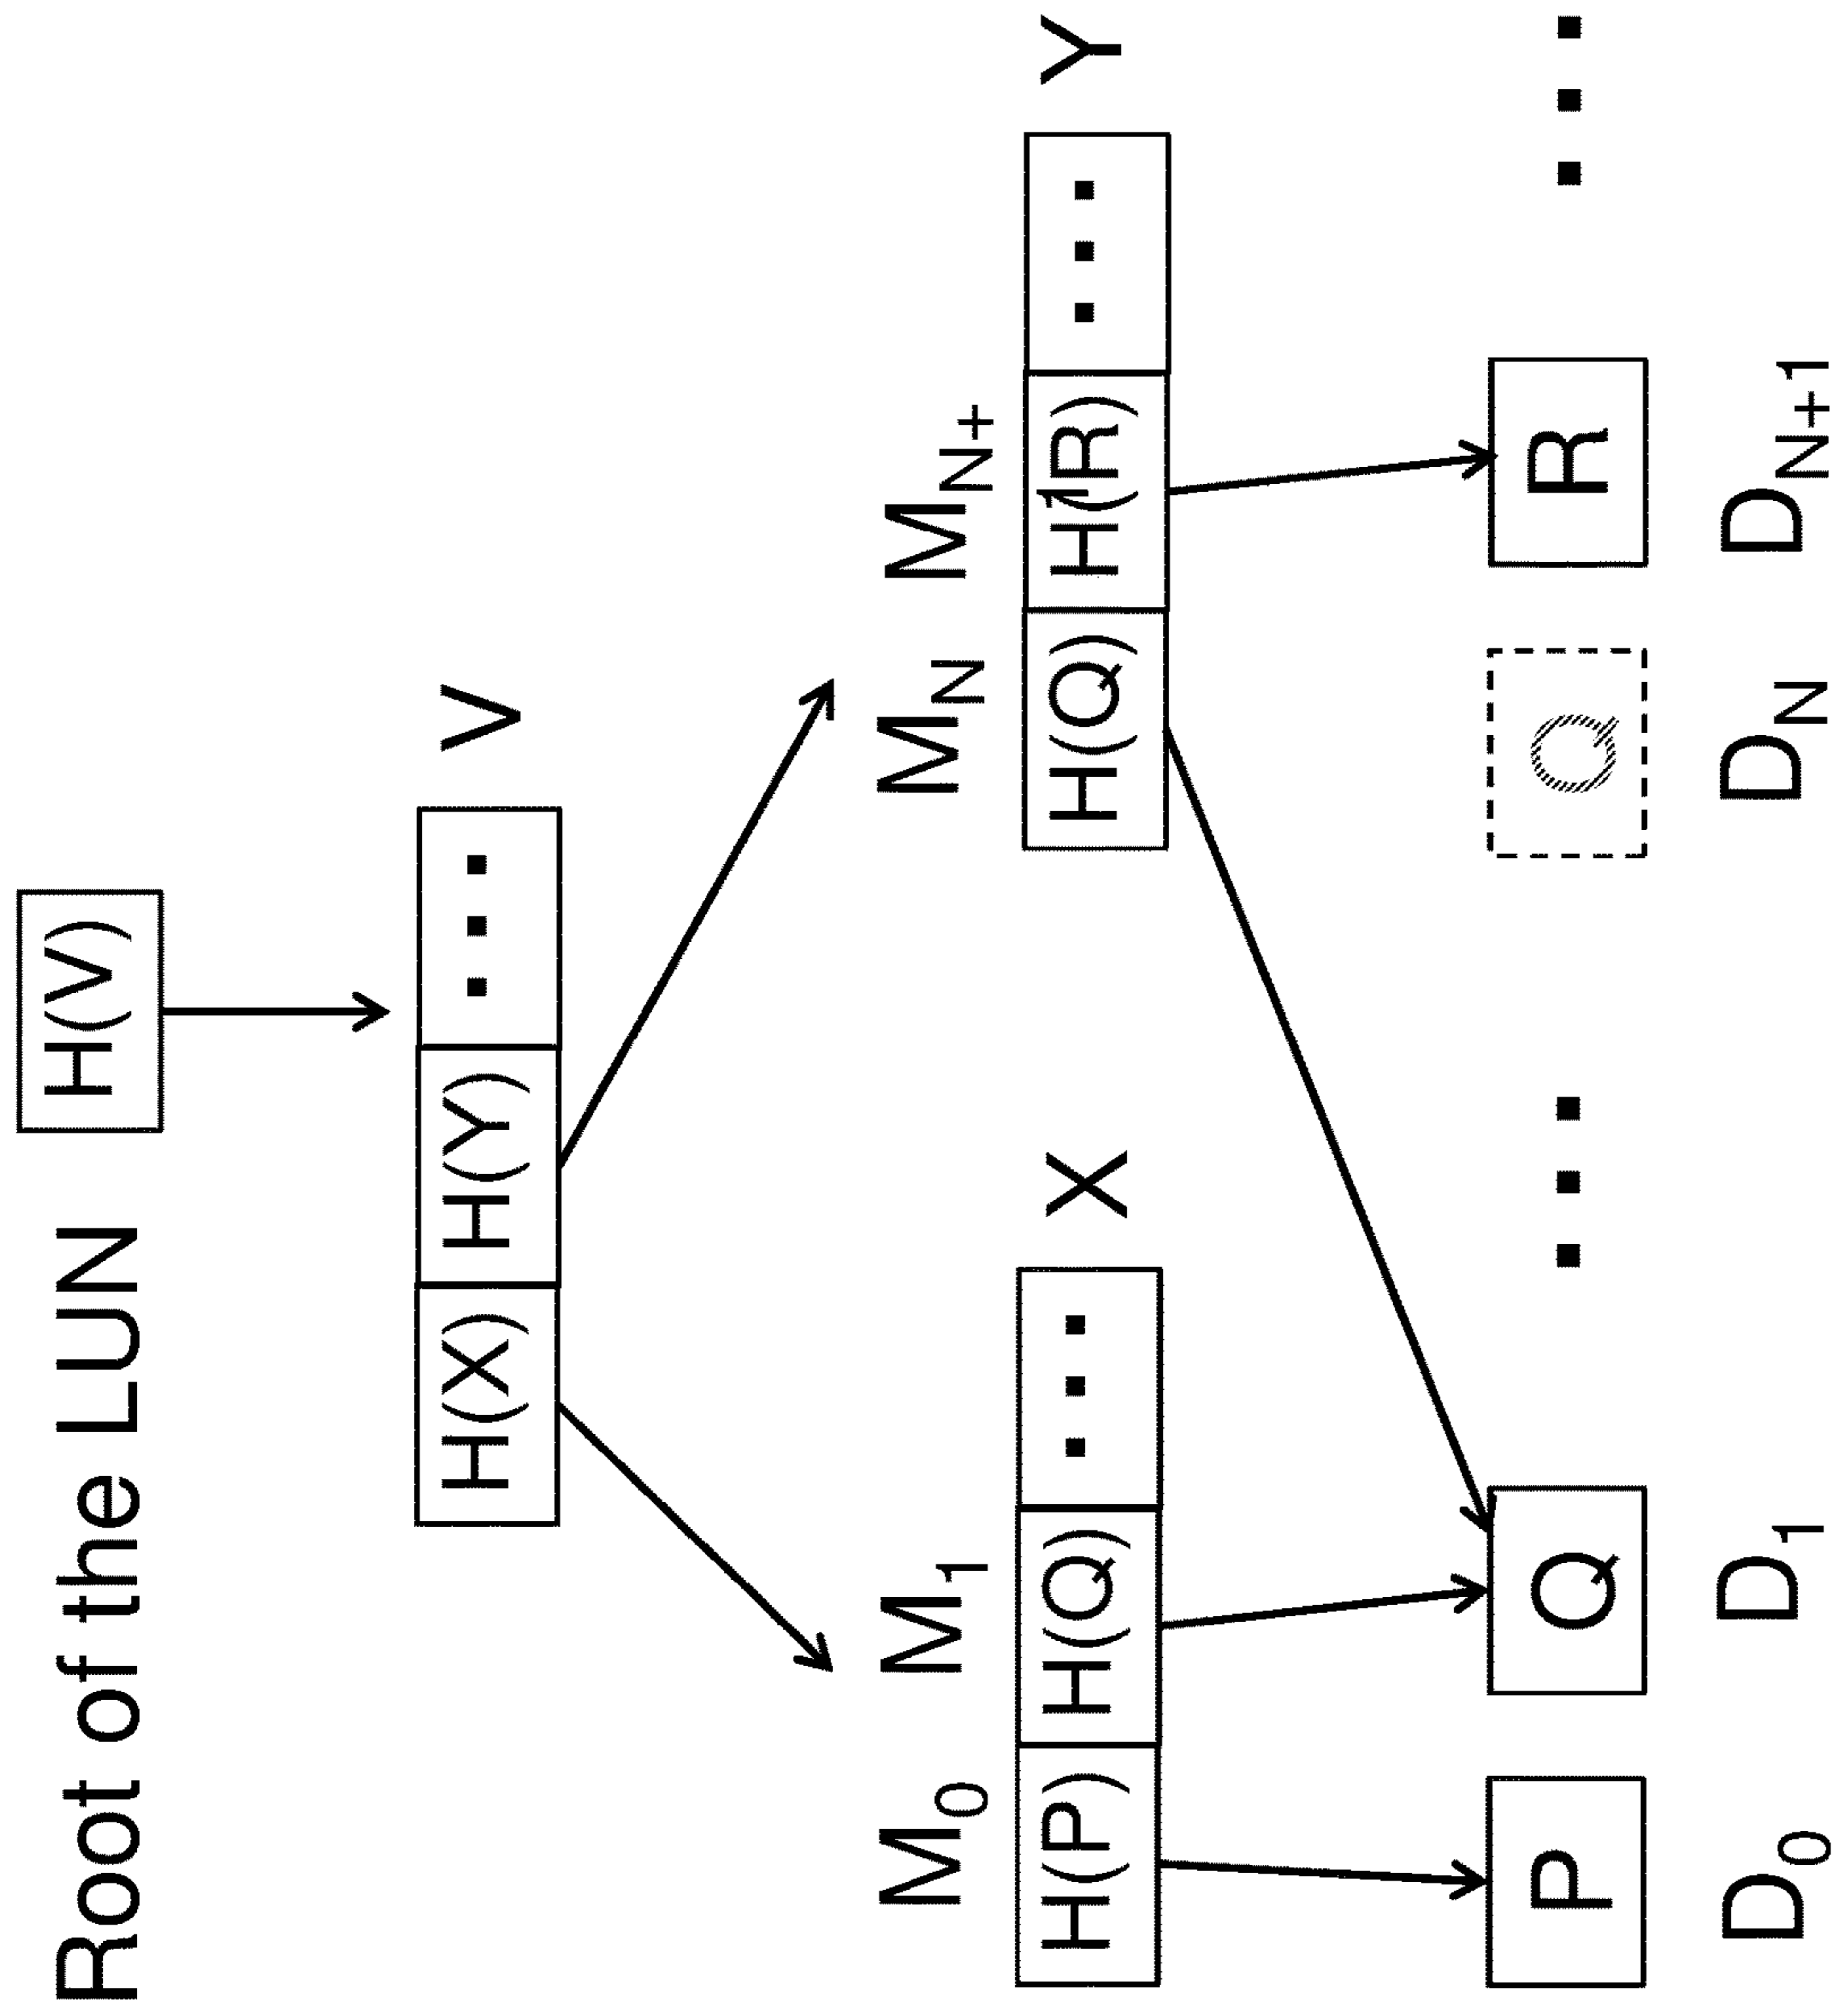 Root of the LUN H(V)
H(X) H(Y) ... V
M0 M1 MN MN+1
H(P) H(Q) ... X H(Q) H(R) ... Y
P Q ... Q R ...
D0 D1 DN DN+1